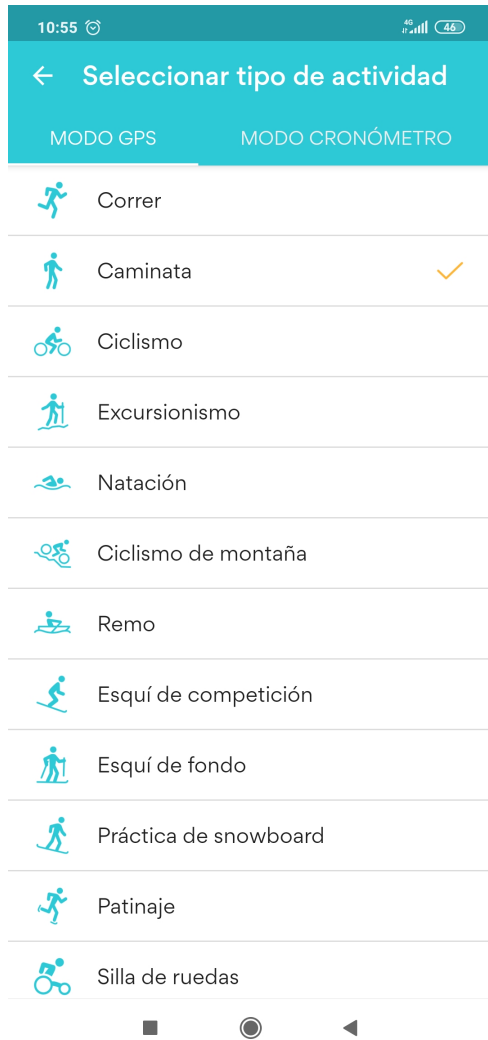 10:55 4G 46
Seleccionar tipo de actividad
MODO GPS MODO CRONÓMETRO
Correr
Caminata
Ciclismo
Excursionismo
Natación
Ciclismo de montaña
Remo
Esquí de competición
Esquí de fondo
Práctica de snowboard
Patinaje
Silla de ruedas